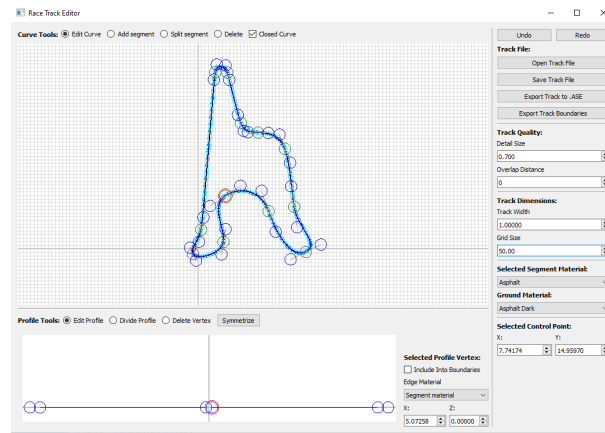 Race Track Editor
Curve Tools: Edit Curve Add segment Split segment Delete Closed Curve
Undo Redo
Track File:
Open Track File
Save Track File
Export Track to .ASE
Export Track Boundaries
Track Quality:
Detail Size
0.700
Overlap Distance
0
Track Dimensions:
Track Width
1.00000
Grid Size
50.00
Selected Segment Material:
Asphalt
Ground Material:
Asphalt Dark
Selected Control Point:
X: Y:
7.74174 14.95970
Profile Tools: Edit Profile Divide Profile Delete Vertex Symmetrize
Selected Profile Vertex:
Include Into Boundaries
Edge Material
Segment material
X: Z:
5.07258 0.00000